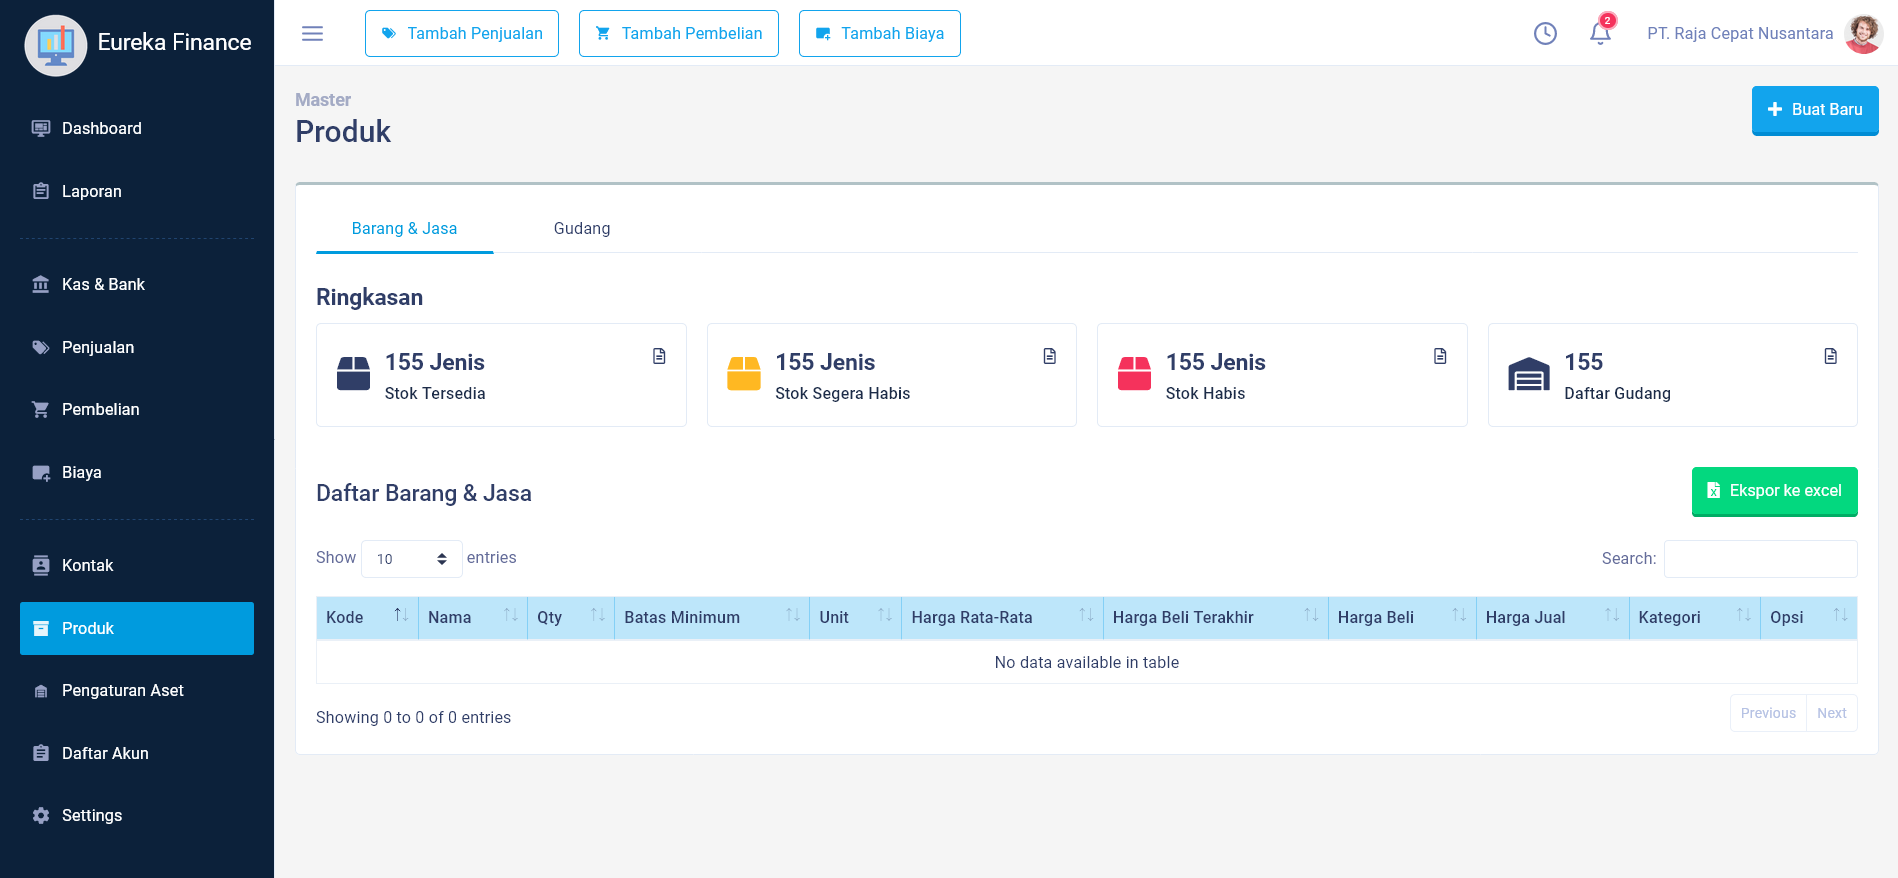 Eureka Finance
Tambah Penjualan
Tambah Pembelian
Tambah Biaya
2
PT. Raja Cepat Nusantara
Dashboard
Laporan
Kas & Bank
Penjualan
Pembelian
Biaya
Kontak
Produk
Pengaturan Aset
Daftar Akun
Settings
Master
Produk
Buat Baru
Barang & Jasa
Gudang
Ringkasan
155 Jenis
Stok Tersedia
155 Jenis
Stok Segera Habis
155 Jenis
Stok Habis
155
Daftar Gudang
Daftar Barang & Jasa
Ekspor ke excel
Show 10 entries
Search:
Kode Nama Qty Batas Minimum Unit Harga Rata-Rata Harga Beli Terakhir Harga Beli Harga Jual Kategori Opsi
No data available in table
Showing 0 to 0 of 0 entries
Previous Next